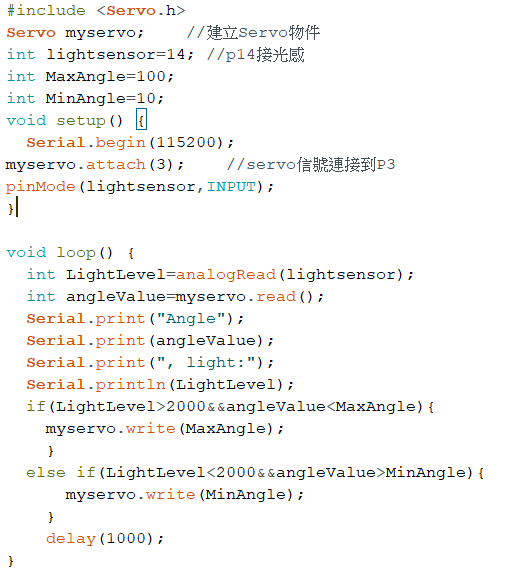 #include <Servo.h>
Servo myservo;    //建立Servo物件
int lightsensor=14; //p14接光感
int MaxAngle=100;
int MinAngle=10;
void setup() {
  Serial.begin(115200);
myservo.attach(3);    //servo信號連接到P3
pinMode(lightsensor,INPUT);
}

void loop() {
  int LightLevel=analogRead(lightsensor);
  int angleValue=myservo.read();
  Serial.print("Angle");
  Serial.print(angleValue);
  Serial.print(", light:");
  Serial.println(LightLevel);
  if(LightLevel>2000&&angleValue<MaxAngle){
    myservo.write(MaxAngle);
    }
  else if(LightLevel<2000&&angleValue>MinAngle){
      myservo.write(MinAngle);
    }
    delay(1000);
}